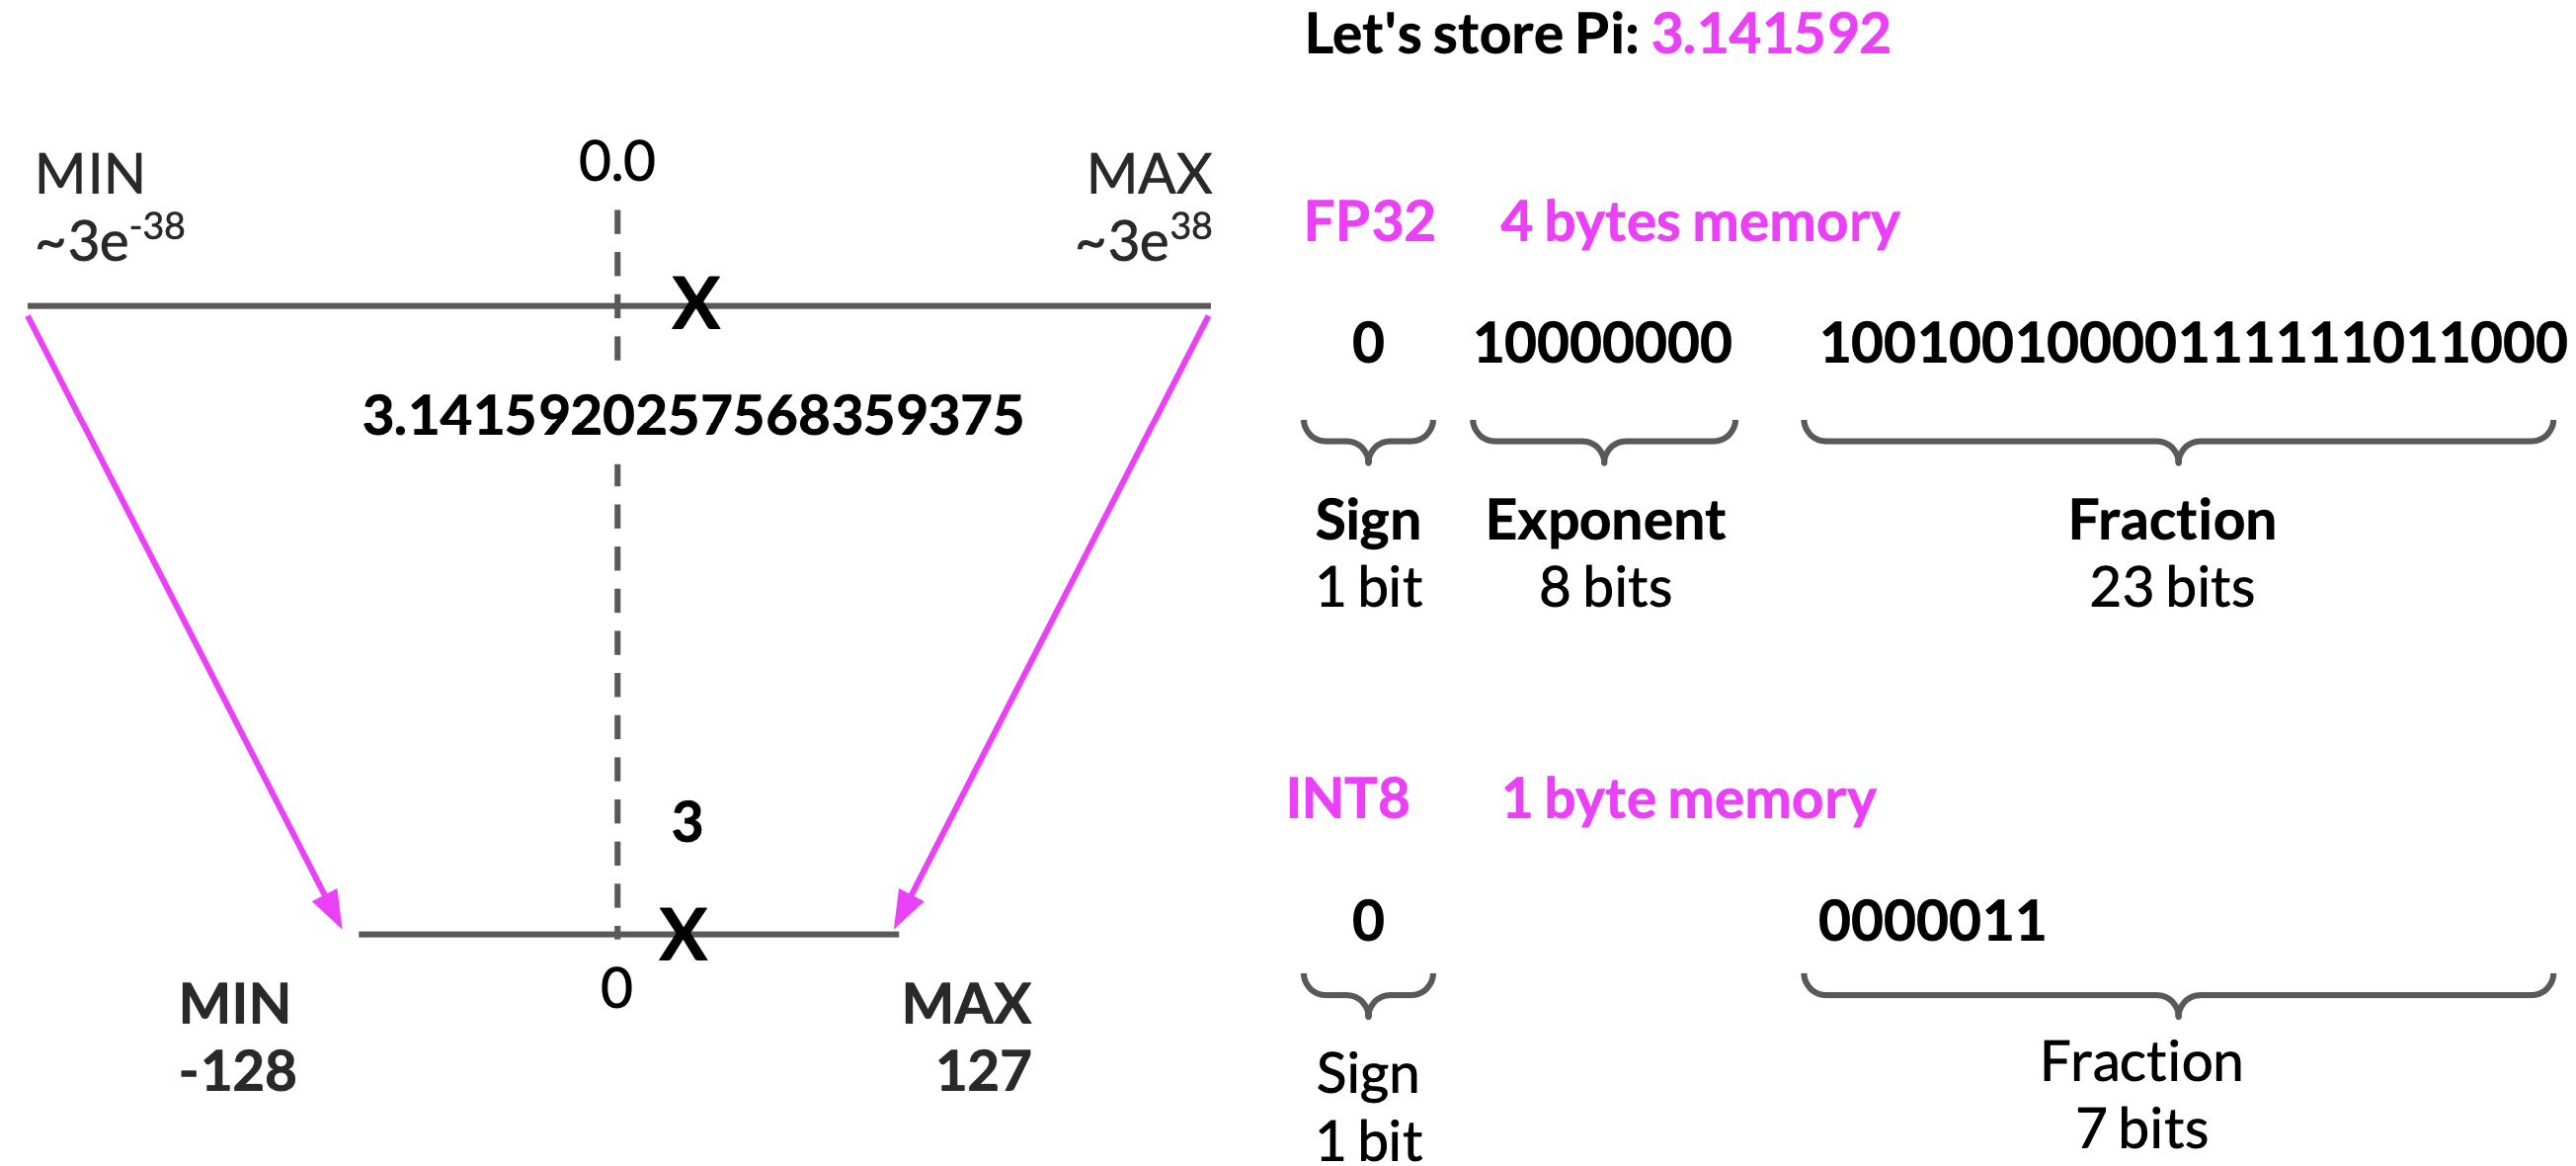 Let's store Pi: 3.141592
MIN
~3e-38
0.0
MAX
~3e38
X
3.1415920257568359375
3
X
0
MIN
-128
MAX
127
FP32 4 bytes memory
0 10000000 10010010000111111011000
Sign Exponent Fraction
1 bit 8 bits 23 bits
INT8 1 byte memory
0 0000011
Sign Fraction
1 bit 7 bits